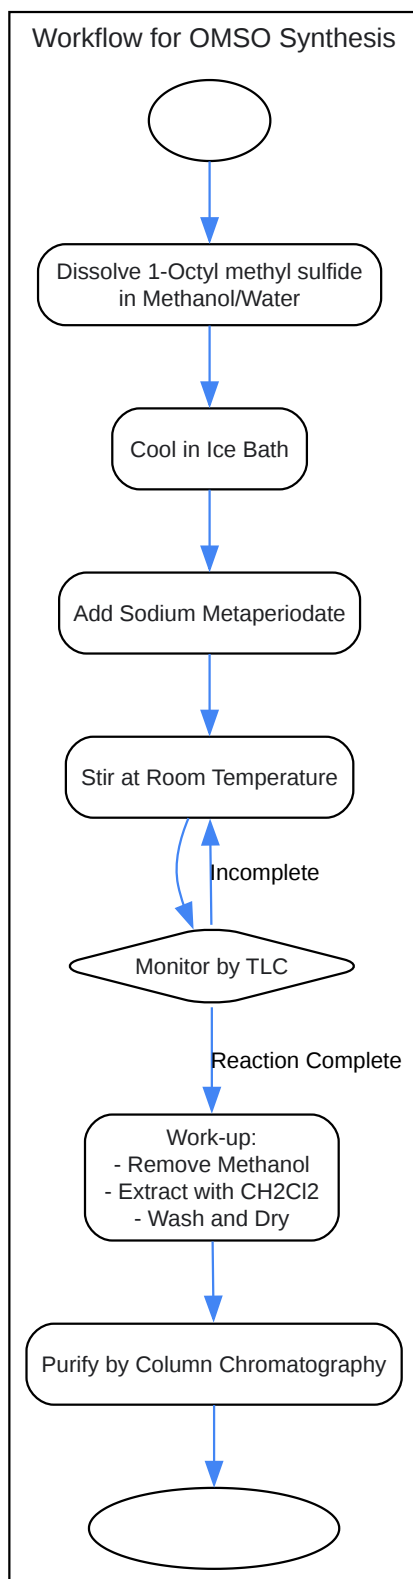 Workflow for OMSO Synthesis
Dissolve 1-Octyl methyl sulfide
in Methanol/Water
Cool in Ice Bath
Add Sodium Metaperiodate
Stir at Room Temperature
Incomplete
Monitor by TLC
Reaction Complete
Work-up:
- Remove Methanol
- Extract with CH2Cl2
- Wash and Dry
Purify by Column Chromatography